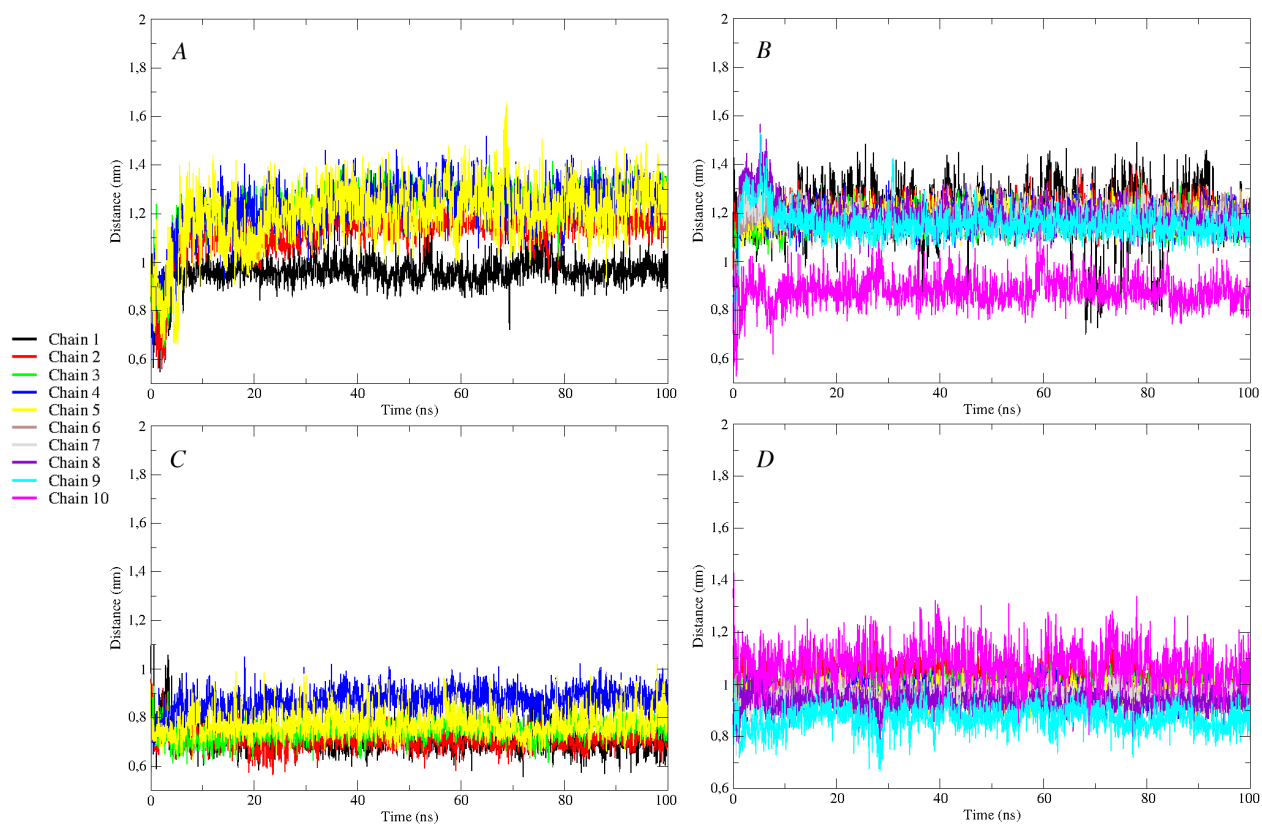 A
2
1,8
1,6
1,4
1,2
1
0,8
0,6
Distance (nm)
0 20 40 60 80 100
Time (ns)
B
2
1,8
1,6
1,4
1,2
1
0,8
0,6
Distance (nm)
0 20 40 60 80 100
Time (ns)
Chain 1
Chain 2
Chain 3
Chain 4
Chain 5
Chain 6
Chain 7
Chain 8
Chain 9
Chain 10
C
2
1,8
1,6
1,4
1,2
1
0,8
0,6
Distance (nm)
0 20 40 60 80 100
Time (ns)
D
2
1,8
1,6
1,4
1,2
1
0,8
0,6
Distance (nm)
0 20 40 60 80 100
Time (ns)